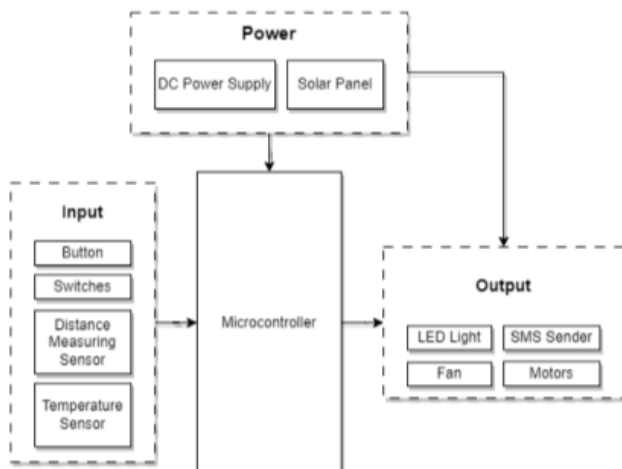 Power
DC Power Supply
Solar Panel
Input
Button
Switches
Distance
Measuring
Sensor
Temperature
Sensor
Microcontroller
Output
LED Light
SMS Sender
Fan
Motors